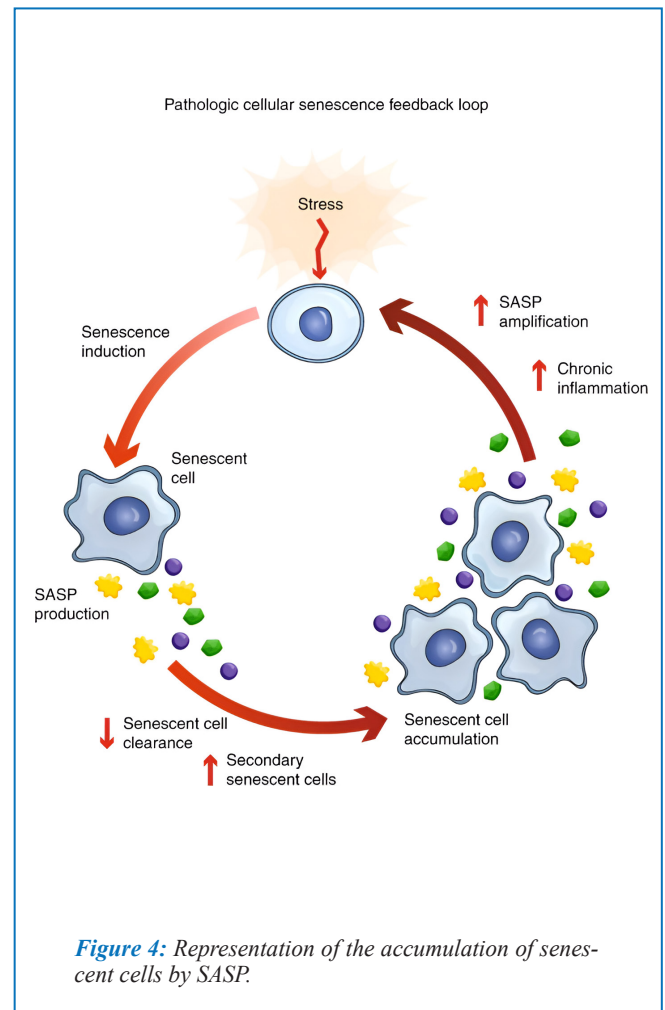 Pathologic cellular senescence feedback loop
Stress
SASP
amplification
Chronic
inflammation
Senescence
induction
Senescent
cell
SASP
production
Senescent cell
clearance
Secondary
senescent cells
Senescent cell
accumulation
Figure 4: Representation of the accumulation of senes-
cent cells by SASP.